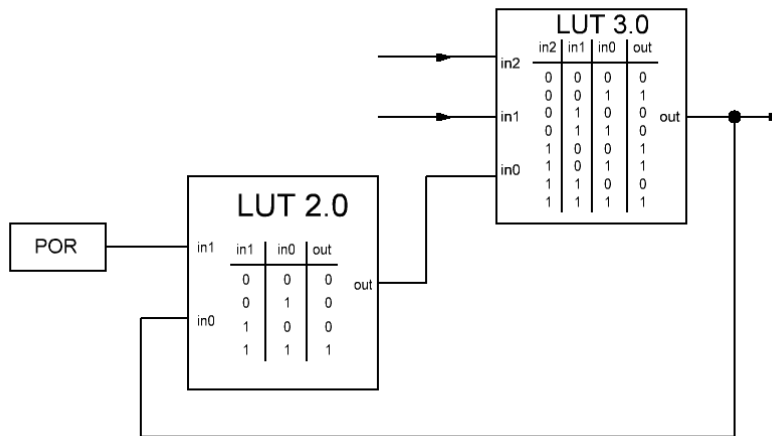 LUT 3.0
in2 in1 in0 out
0 0 0 0
0 0 1 1
0 1 0 0
0 1 1 0
1 0 0 1
1 0 1 1
1 1 0 0
1 1 1 1
in2
in1
in0
out
LUT 2.0
in1 in0 out
0 0 0
0 1 0
1 0 0
1 1 1
in1
in0
out
POR